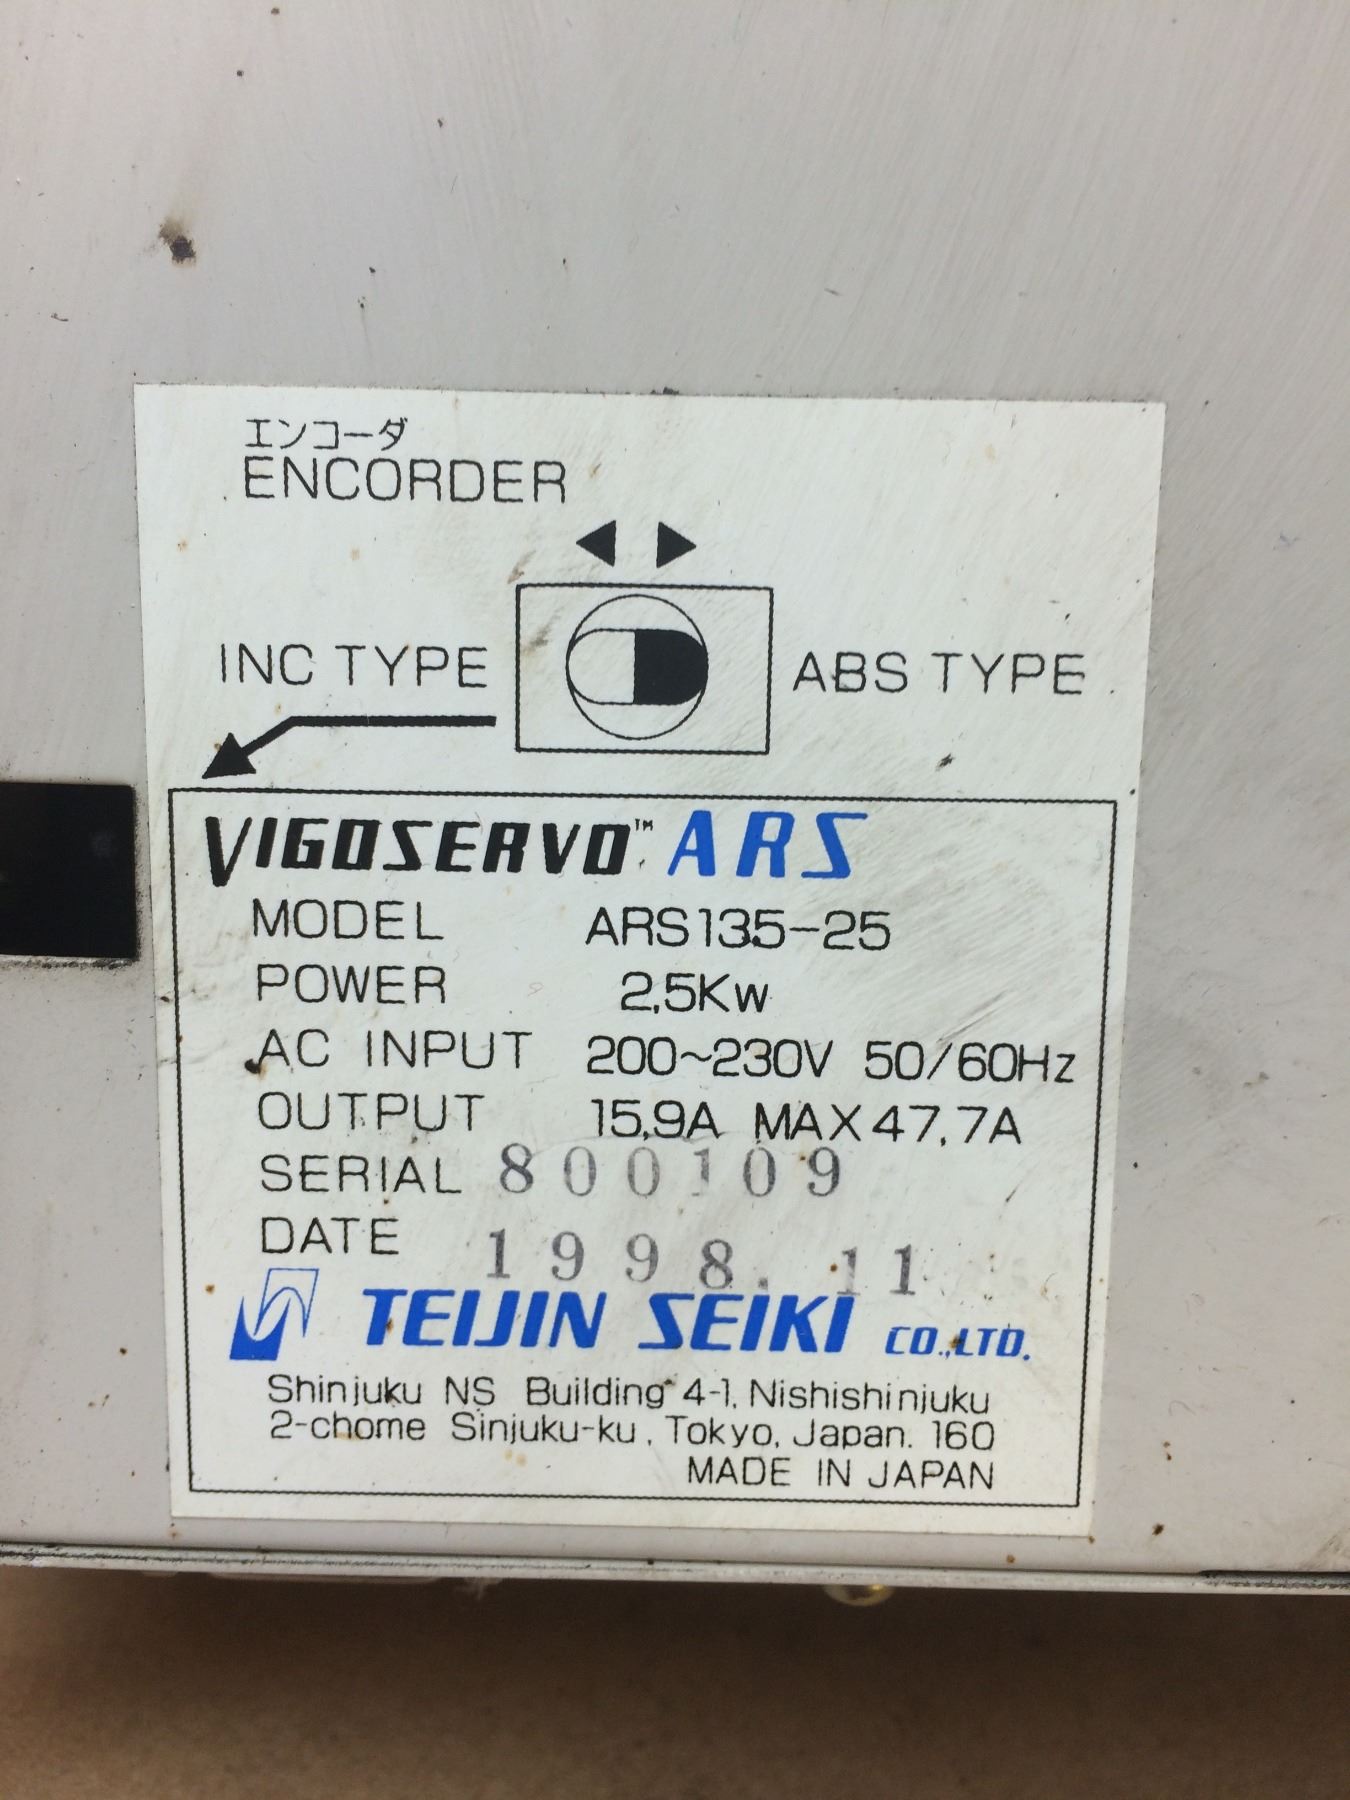 エンコーダ
ENCORDER
INC TYPE ABS TYPE
VIGOSERVO™ ARS
MODEL ARS135-25
POWER 2,5Kw
AC INPUT 200~230V 50/60Hz
OUTPUT 15,9A MAX 47,7A
SERIAL 800109
DATE 1998.11
TEIJIN SEIKI CO.,LTD.
Shinjuku NS Building 4-1, Nishishinjuku
2-chome Sinjuku-ku, Tokyo, Japan. 160
MADE IN JAPAN